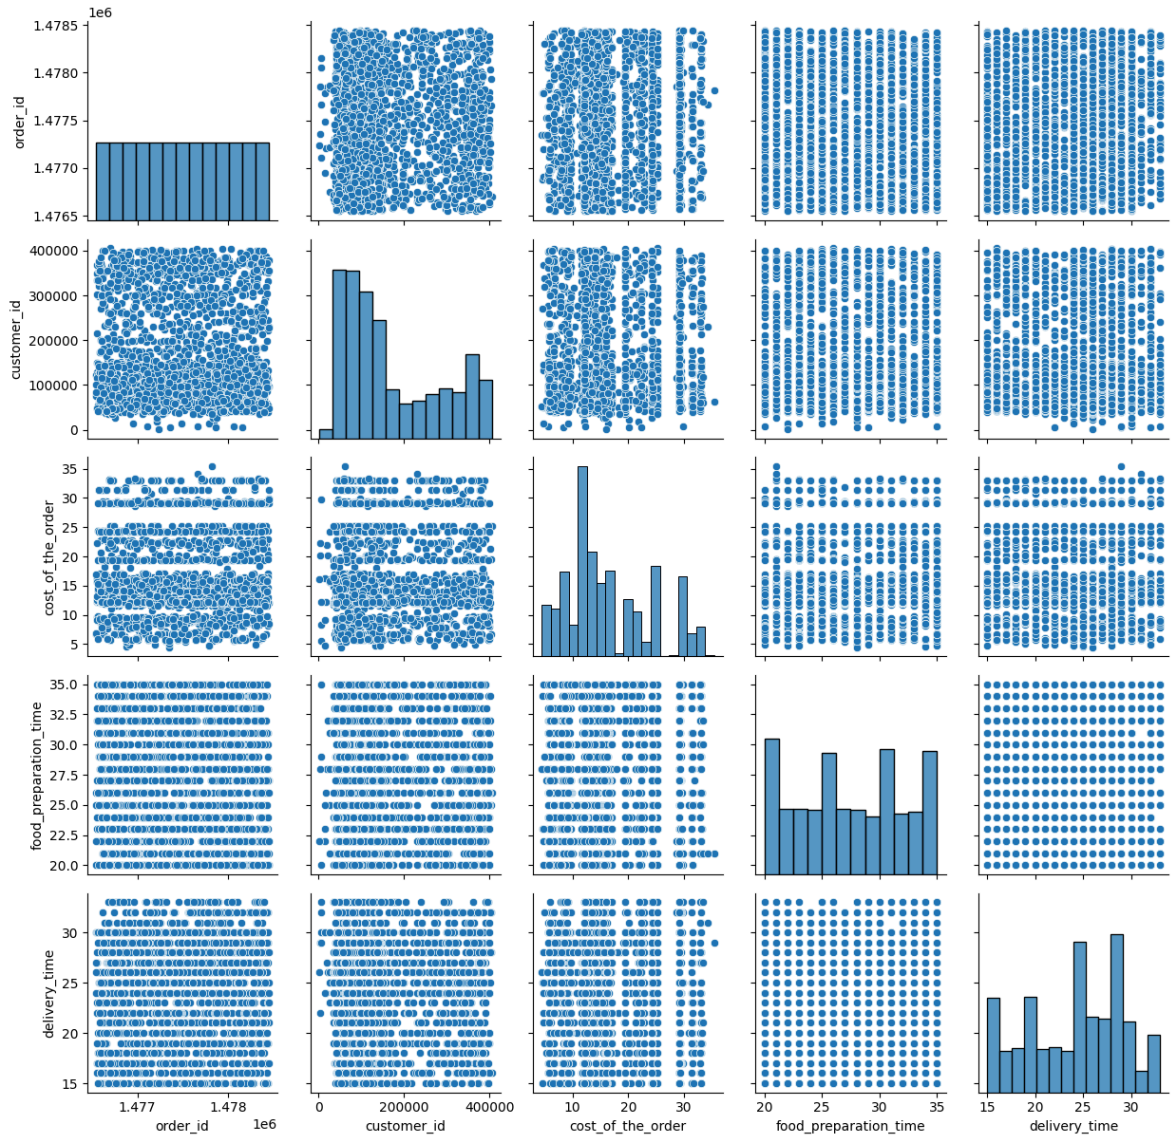 1e6
1.4785
1.4780
1.4775
1.4770
1.4765
order_id
400000
300000
200000
100000
0
customer_id
35
30
25
20
15
10
5
cost_of_the_order
35.0
32.5
30.0
27.5
25.0
22.5
20.0
food_preparation_time
30
25
20
15
delivery_time
1.477 1.478
1e6
order_id
0 200000 400000
customer_id
10 20 30
cost_of_the_order
20 25 30 35
food_preparation_time
15 20 25 30
delivery_time